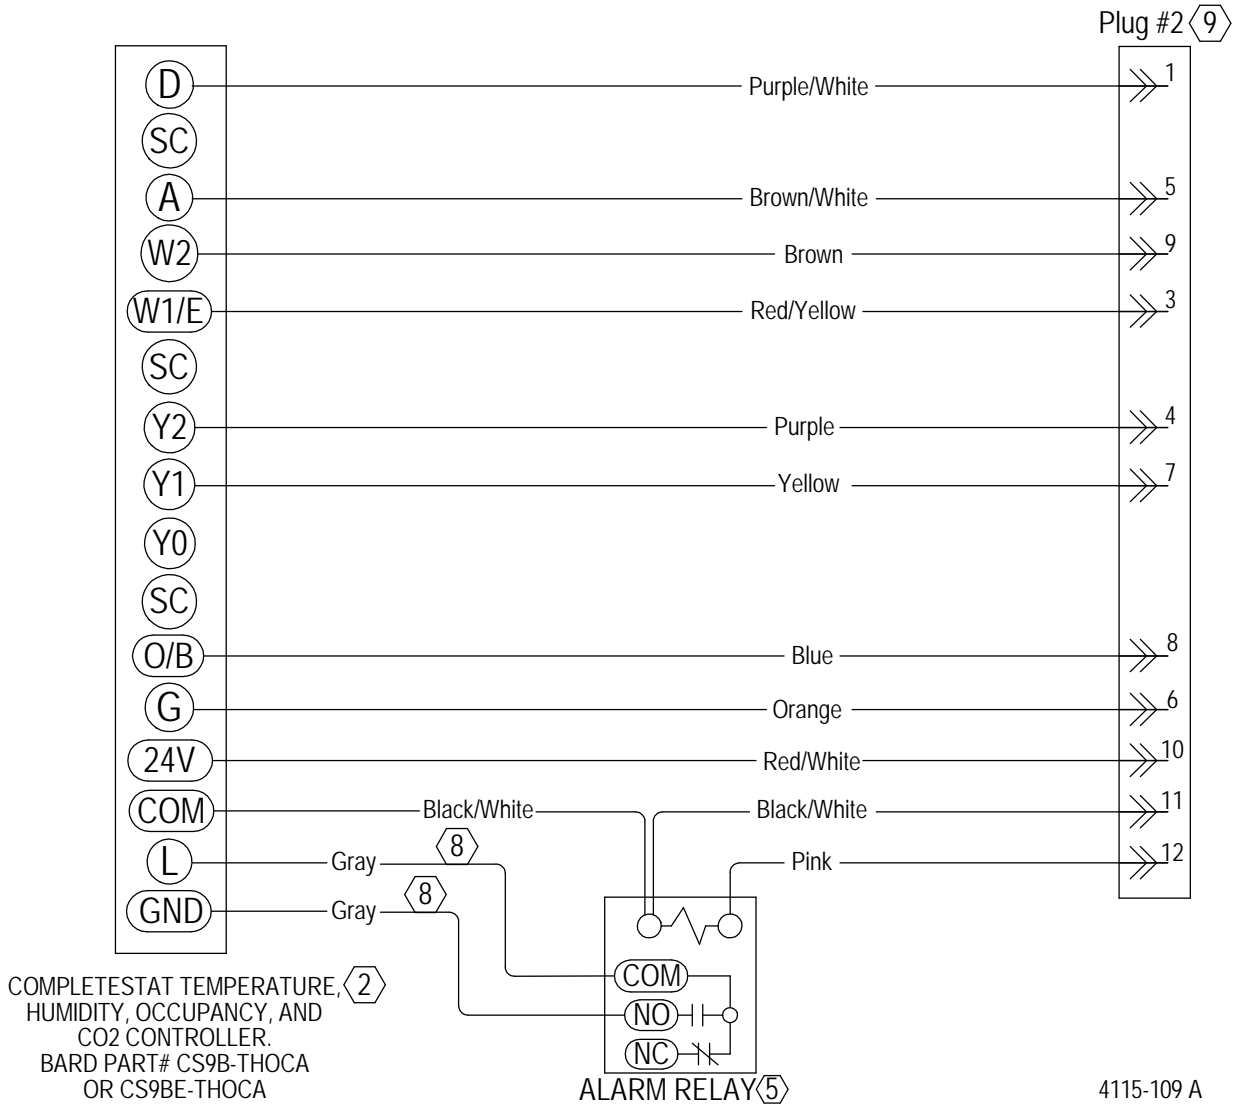 Plug #2 9
D Purple/White 1
SC
A Brown/White 5
W2 Brown 9
W1/E Red/Yellow 3
SC
Y2 Purple 4
Y1 Yellow 7
Y0
SC
O/B Blue 8
G Orange 6
24V Red/White 10
COM Black/White Black/White 11
L Gray 8 Pink 12
GND Gray 8
COM
NO
NC
COMPLETESTAT TEMPERATURE, 2
HUMIDITY, OCCUPANCY, AND
CO2 CONTROLLER.
BARD PART# CS9B-THOCA
OR CS9BE-THOCA
ALARM RELAY 5
4115-109 A